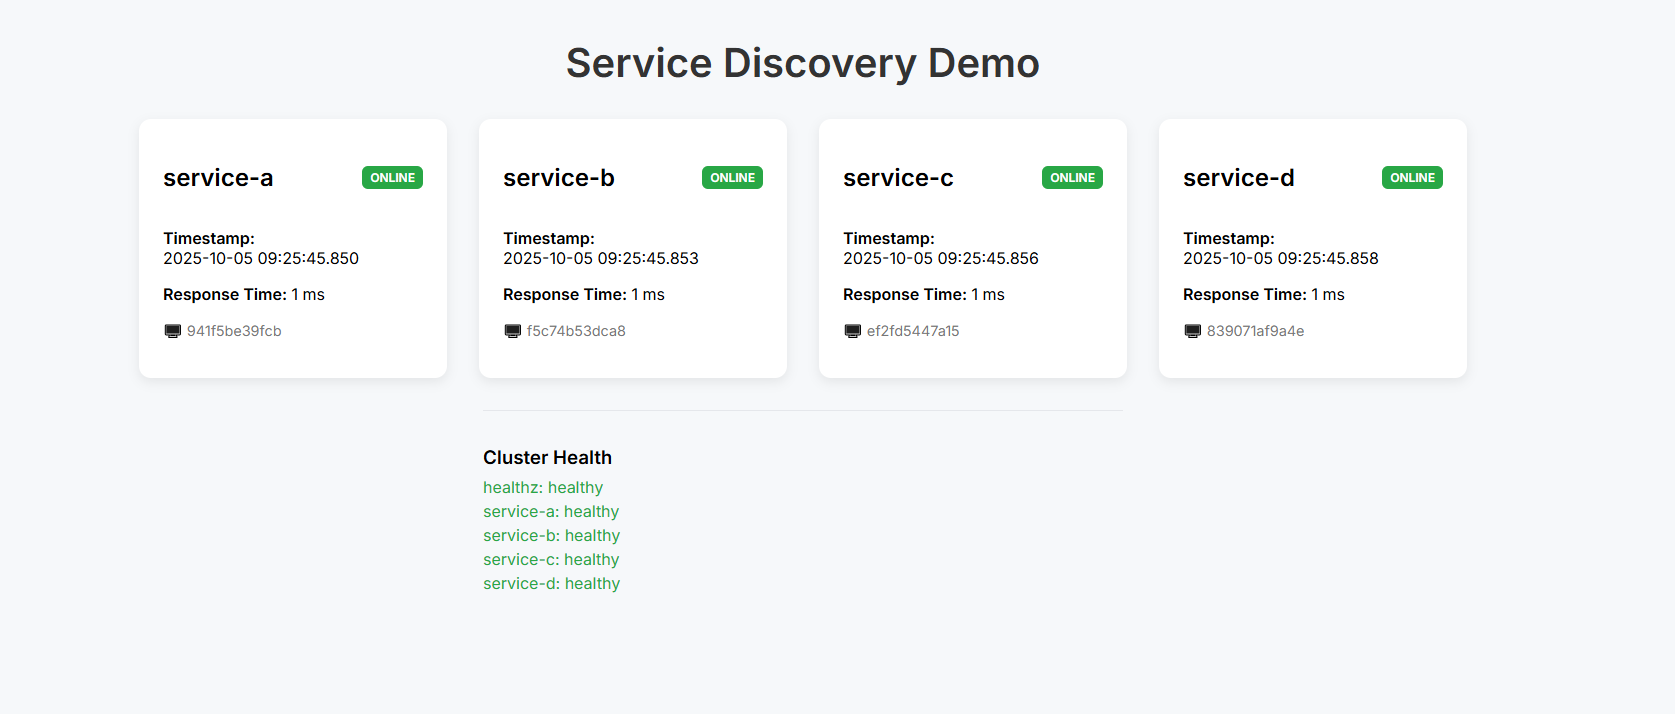 Service Discovery Demo
service-a ONLINE
Timestamp:
2025-10-05 09:25:45.850
Response Time: 1 ms
941f5be39fcb
service-b ONLINE
Timestamp:
2025-10-05 09:25:45.853
Response Time: 1 ms
f5c74b53dca8
service-c ONLINE
Timestamp:
2025-10-05 09:25:45.856
Response Time: 1 ms
ef2fd5447a15
service-d ONLINE
Timestamp:
2025-10-05 09:25:45.858
Response Time: 1 ms
839071af9a4e
Cluster Health
healthz: healthy
service-a: healthy
service-b: healthy
service-c: healthy
service-d: healthy